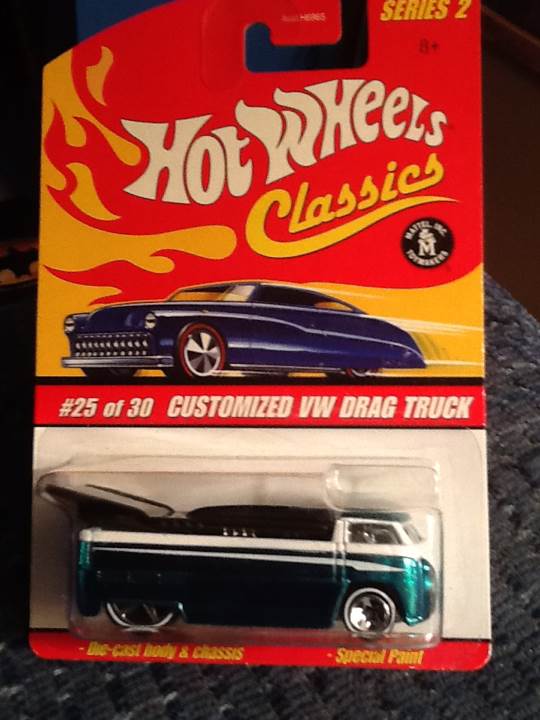 SERIES 2
8+
Hot Wheels
Classics
MATTEL, INC.
M
TOYMAKERS
#25 of 30 CUSTOMIZED VW DRAG TRUCK
- Die-cast body & chassis - Special Paint